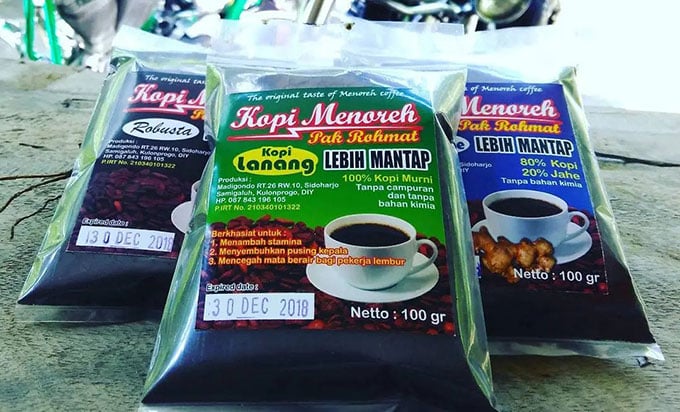 The original taste of Menoreh
Kopi Menoreh
Robusta
Produksi :
Madigondo RT.26 RW.10, Sidoharjo
Samigaluh, Kulonprogo, DIY
HP. 087 843 196 105
P.IRT No. 210340101322
Expired date :
30 DEC 2018
The original taste of Menoreh coffee
Kopi Menoreh
Pak Rohmat
Kopi
Lanang
LEBIH MANTAP
100% Kopi Murni
Tanpa campuran
dan tanpa
bahan kimia
Produksi :
Madigondo RT.26 RW.10, Sidoharjo
Samigaluh, Kulonprogo, DIY
HP. 087 843 196 105
P.IRT No. 210340101322
Berkhasiat untuk :
1. Menambah stamina
2. Menyembuhkan pusing kepala
3. Mencegah mata berair bagi pekerja lembur
Expired date :
30 DEC 2018
Netto : 100 gr
of Menoreh coffee
Menoreh
Pak Rohmat
LEBIH MANTAP
80% Kopi
20% Jahe
Tanpa bahan kimia
Netto : 100 gr